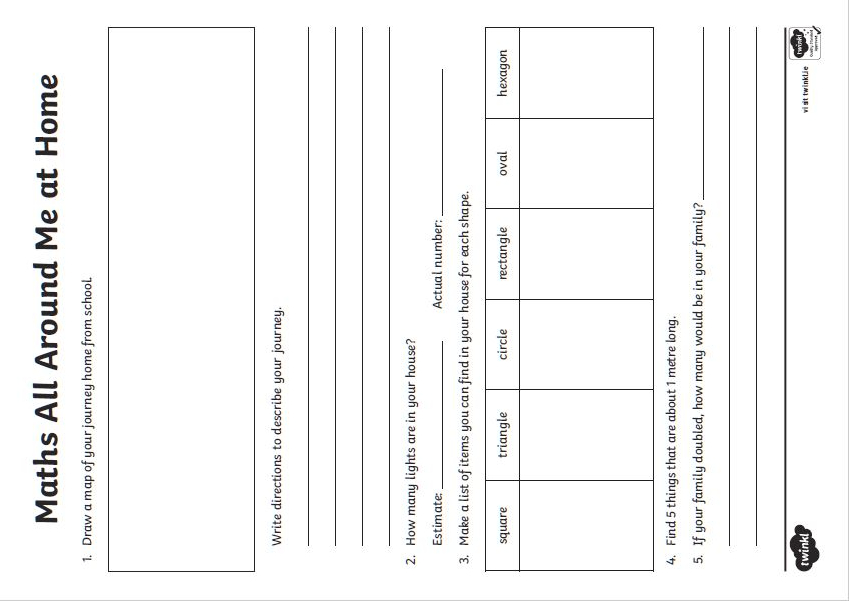 Maths All Around Me at Home
1. Draw a map of your journey home from school.
Write directions to describe your journey.
2. How many lights are in your house?
Estimate: Actual number:
3. Make a list of items you can find in your house for each shape.
square triangle circle rectangle oval hexagon
4. Find 5 things that are about 1 metre long.
5. If your family doubled, how many would be in your family?
twinkl
visit twinkl.ie
twinkl